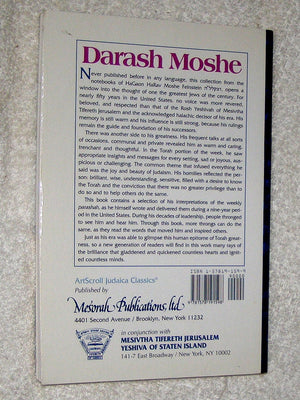 Darash Moshe
Never published before in any language, this collection from the
notebooks of HaGaon HaRav Moshe Feinstein זצוק"ל, opens a
window into the thought of one of the greatest Jews of the century. For
nearly fifty years in the United States, no voice was more revered,
beloved, and respected than that of the Rosh Yeshivah of Mesivtha
Tifereth Jerusalem and the acknowledged halachic decisor of his era. His
memory is still warm and his influence is still strong, because his rulings
remain the guide and foundation of his successors.
There was another side to his greatness. His frequent talks at all sorts
of occasions, communal and private revealed him as warm and caring,
trenchant and thoughtful. In the Torah portion of the week, he saw
appropriate insights and messages for every setting, sad or joyous, aus-
picious or challenging. The common theme that infused everything he
said was the joy and beauty of Judaism. His homilies reflected the per-
son: brilliant, wise, understanding, sensitive, filled with a desire to know
the Torah and the conviction that there was no greater privilege than to
do so and to help others do the same.
This book contains a selection of his interpretations of the weekly
parashah, as he himself wrote and delivered them during a nine-year period
in the United States. During his decades of leadership, people thronged to
see him and hear him. Through this book, more throngs can do the
same, as they read the words that moved him and inspired others.
Just as his era was able to glimpse this human epitome of Torah great-
ness, so a new generation of readers will find in this work many rays of
the brilliance that gladdened and quickened countless hearts and ignit-
ed countless minds.
ArtScroll Judaica Classics®
Published by
Mesorah Publications, ltd.
4401 Second Avenue / Brooklyn, New York 11232
in conjunction with
MESIVTHA TIFERETH JERUSALEM
YESHIVA OF STATEN ISLAND
141-7 East Broadway / New York, NY 10002